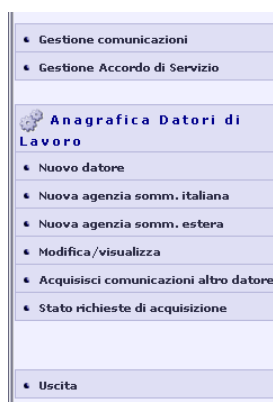 Gestione comunicazioni
Gestione Accordo di Servizio
Anagrafica Datori di
Lavoro
Nuovo datore
Nuova agenzia somm. italiana
Nuova agenzia somm. estera
Modifica/visualizza
Acquisisci comunicazioni altro datore
Stato richieste di acquisizione
Uscita